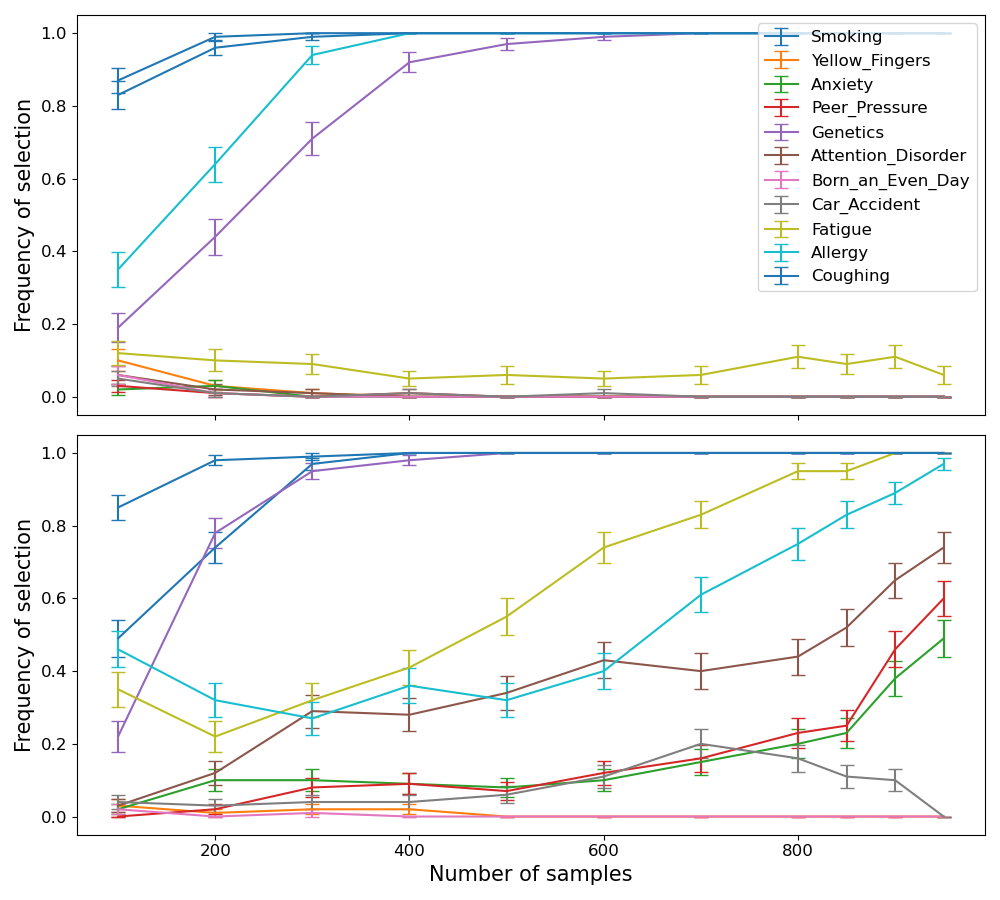 Frequency of selection
1.0
0.8
0.6
0.4
0.2
0.0
Smoking
Yellow_Fingers
Anxiety
Peer_Pressure
Genetics
Attention_Disorder
Born_an_Even_Day
Car_Accident
Fatigue
Allergy
Coughing
Frequency of selection
1.0
0.8
0.6
0.4
0.2
0.0
200 400 600 800
Number of samples